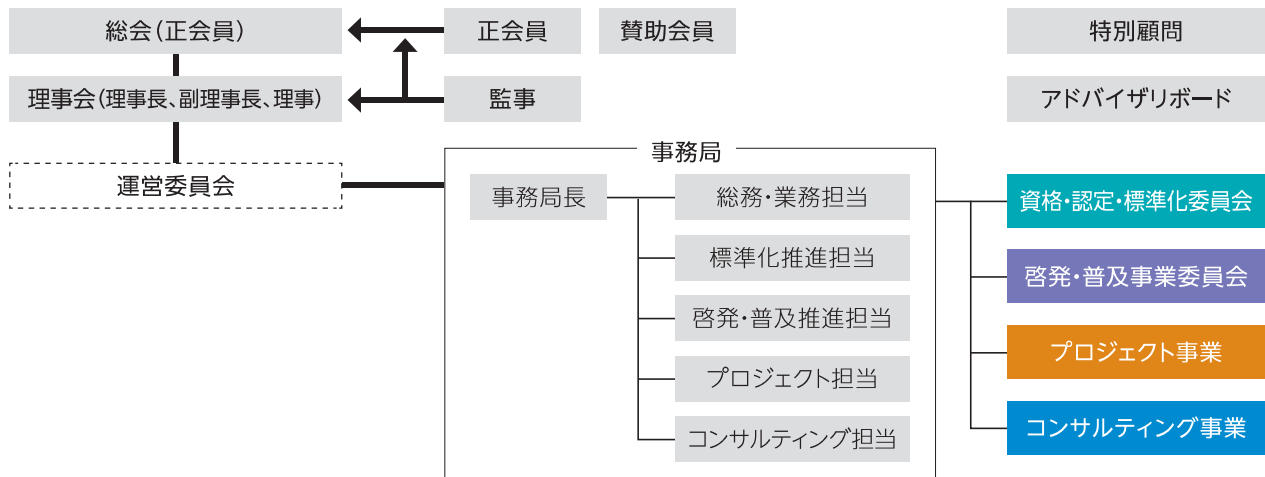 総会(正会員)
正会員
賛助会員
特別顧問
理事会(理事長、副理事長、理事)
監事
アドバイザリボード
運営委員会
事務局
事務局長
総務・業務担当
標準化推進担当
啓発・普及推進担当
プロジェクト担当
コンサルティング担当
資格・認定・標準化委員会
啓発・普及事業委員会
プロジェクト事業
コンサルティング事業